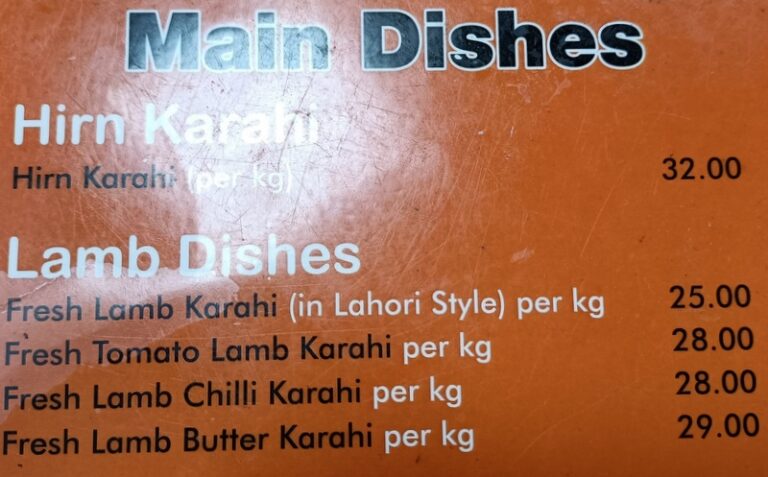 Main Dishes
Hirn Karahi
Hirn Karahi (per kg) 32.00
Lamb Dishes
Fresh Lamb Karahi (in Lahori Style) per kg 25.00
Fresh Tomato Lamb Karahi per kg 28.00
Fresh Lamb Chilli Karahi per kg 28.00
Fresh Lamb Butter Karahi per kg 29.00